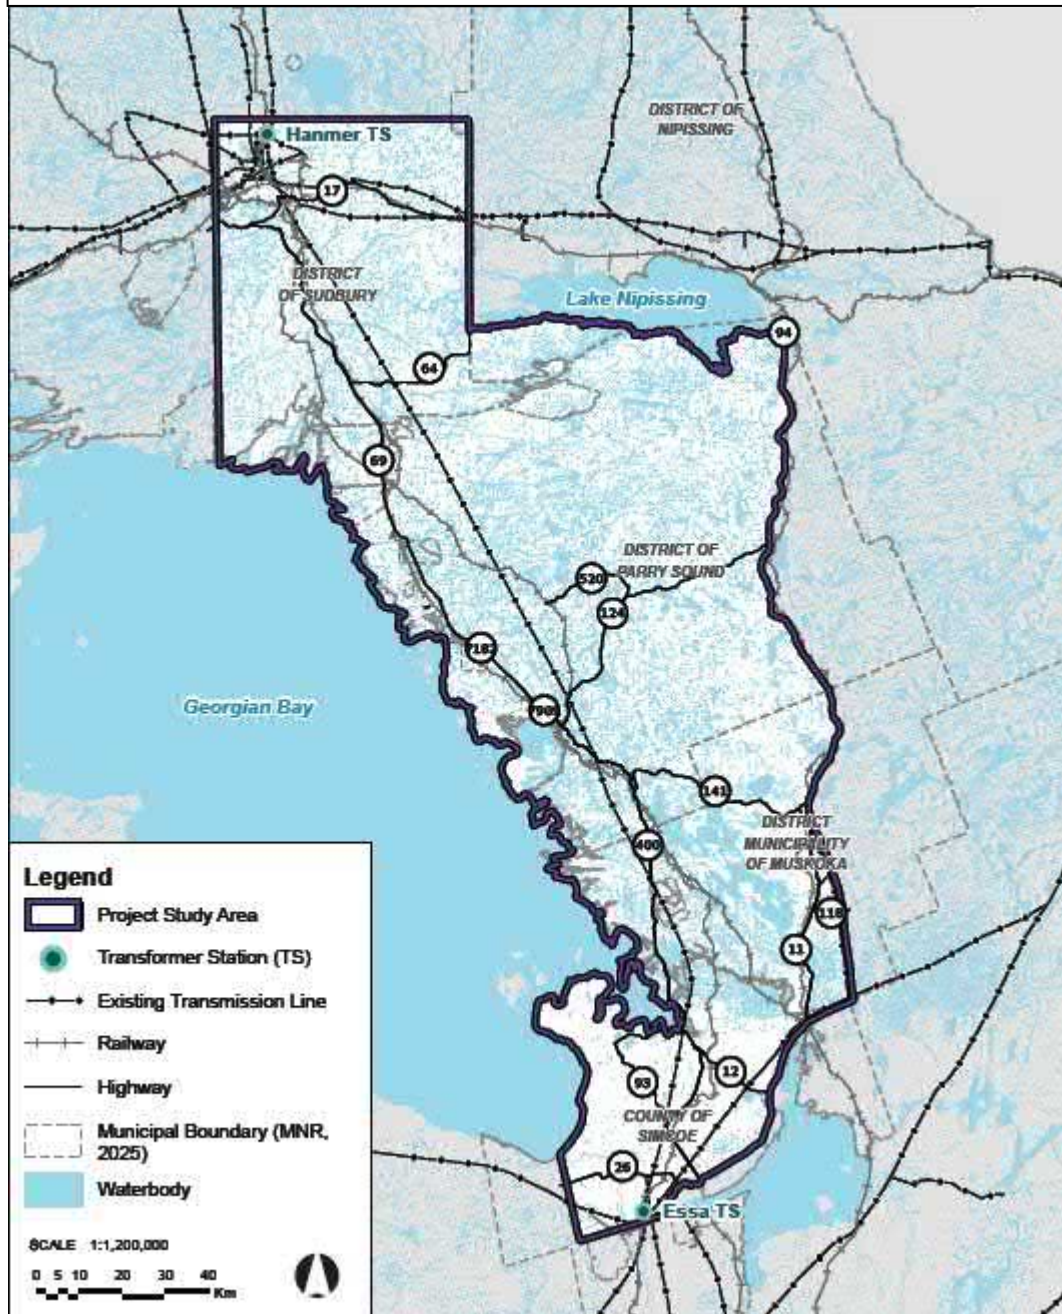 DISTRICT OF
NIPISSING
Hanmer TS
17
DISTRICT
OF SUDBURY
Lake Nipissing
94
64
69
DISTRICT OF
PARRY SOUND
520
124
7182
Georgian Bay
141
DISTRICT
MUNICIPALITY
OF MUSKOKA
400
118
11
12
93
COUNTY OF
SIMCOE
26
Essa TS
Legend
Project Study Area
Transformer Station (TS)
Existing Transmission Line
Railway
Highway
Municipal Boundary (MNR,
2025)
Waterbody
SCALE 1:1,200,000
0 5 10 20 30 40
Km